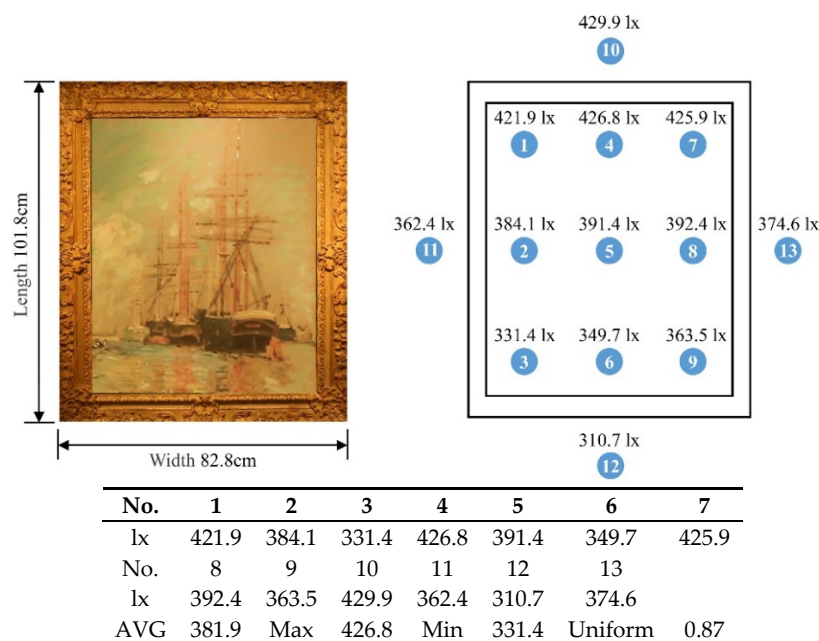 429.9 lx
10
421.9 lx 426.8 lx 425.9 lx
1 4 7
Length 101.8cm
362.4 lx 384.1 lx 391.4 lx 392.4 lx 374.6 lx
11 2 5 8 13
331.4 lx 349.7 lx 363.5 lx
3 6 9
310.7 lx
12
Width 82.8cm
No. 1 2 3 4 5 6 7
lx 421.9 384.1 331.4 426.8 391.4 349.7 425.9
No. 8 9 10 11 12 13
lx 392.4 363.5 429.9 362.4 310.7 374.6
AVG 381.9 Max 426.8 Min 331.4 Uniform 0.87